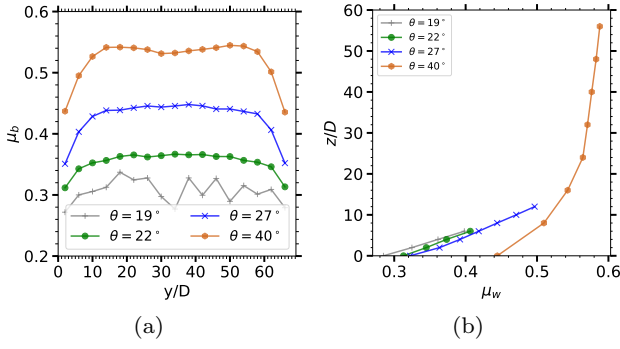 0.6
0.5
0.4
0.3
0.2
μ_b
0 10 20 30 40 50 60
y/D
θ = 19°
θ = 22°
θ = 27°
θ = 40°
(a)
60
50
40
30
20
10
0
z/D
0.3 0.4 0.5 0.6
μ_w
θ = 19°
θ = 22°
θ = 27°
θ = 40°
(b)